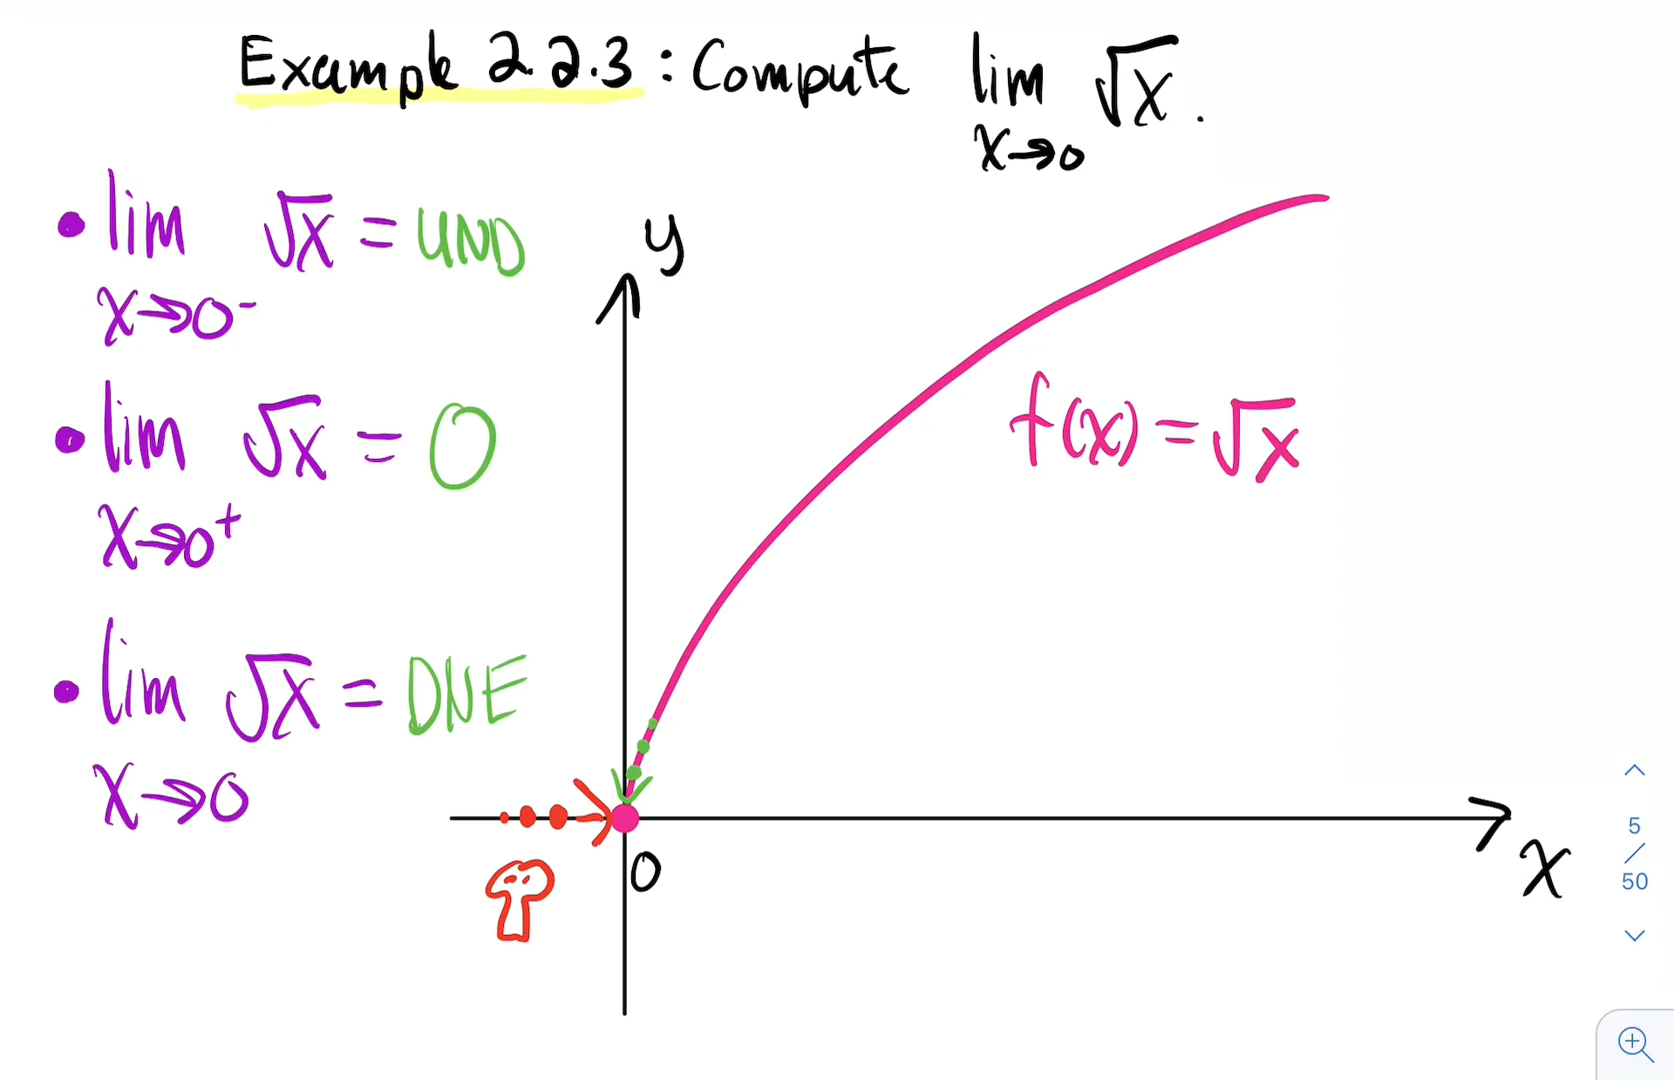 Example 2.2.3 : Compute lim √x .
x→0
• lim √x = UND
x→0⁻
• lim √x = 0
x→0⁺
• lim √x = DNE
x→0
y
f(x) = √x
0
x
5
/
50